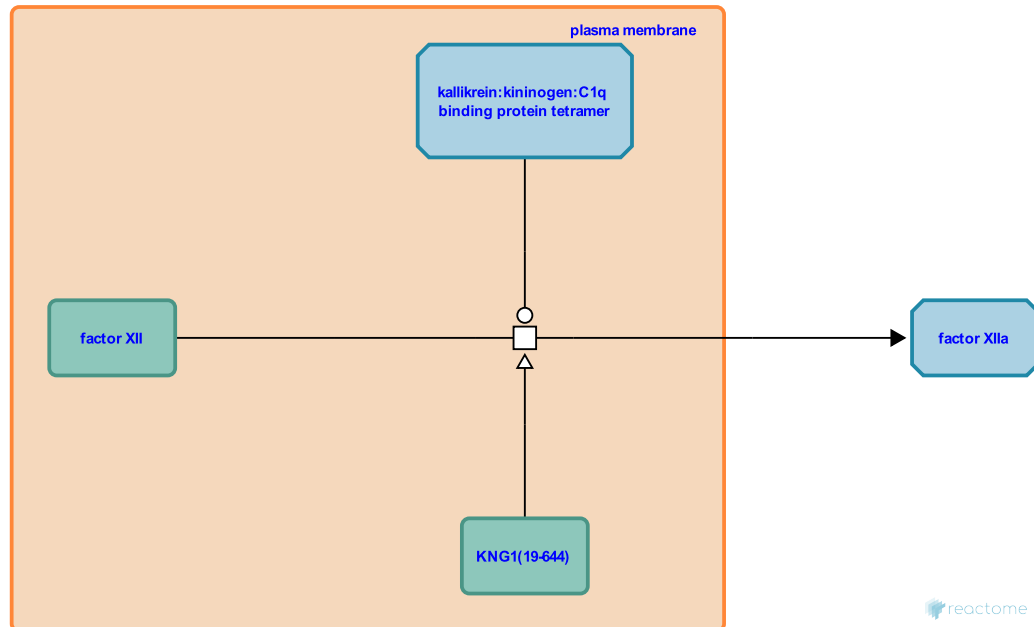 plasma membrane
kallikrein:kininogen:C1q
binding protein tetramer
factor XII
factor XIIa
KNG1(19-644)
reactome